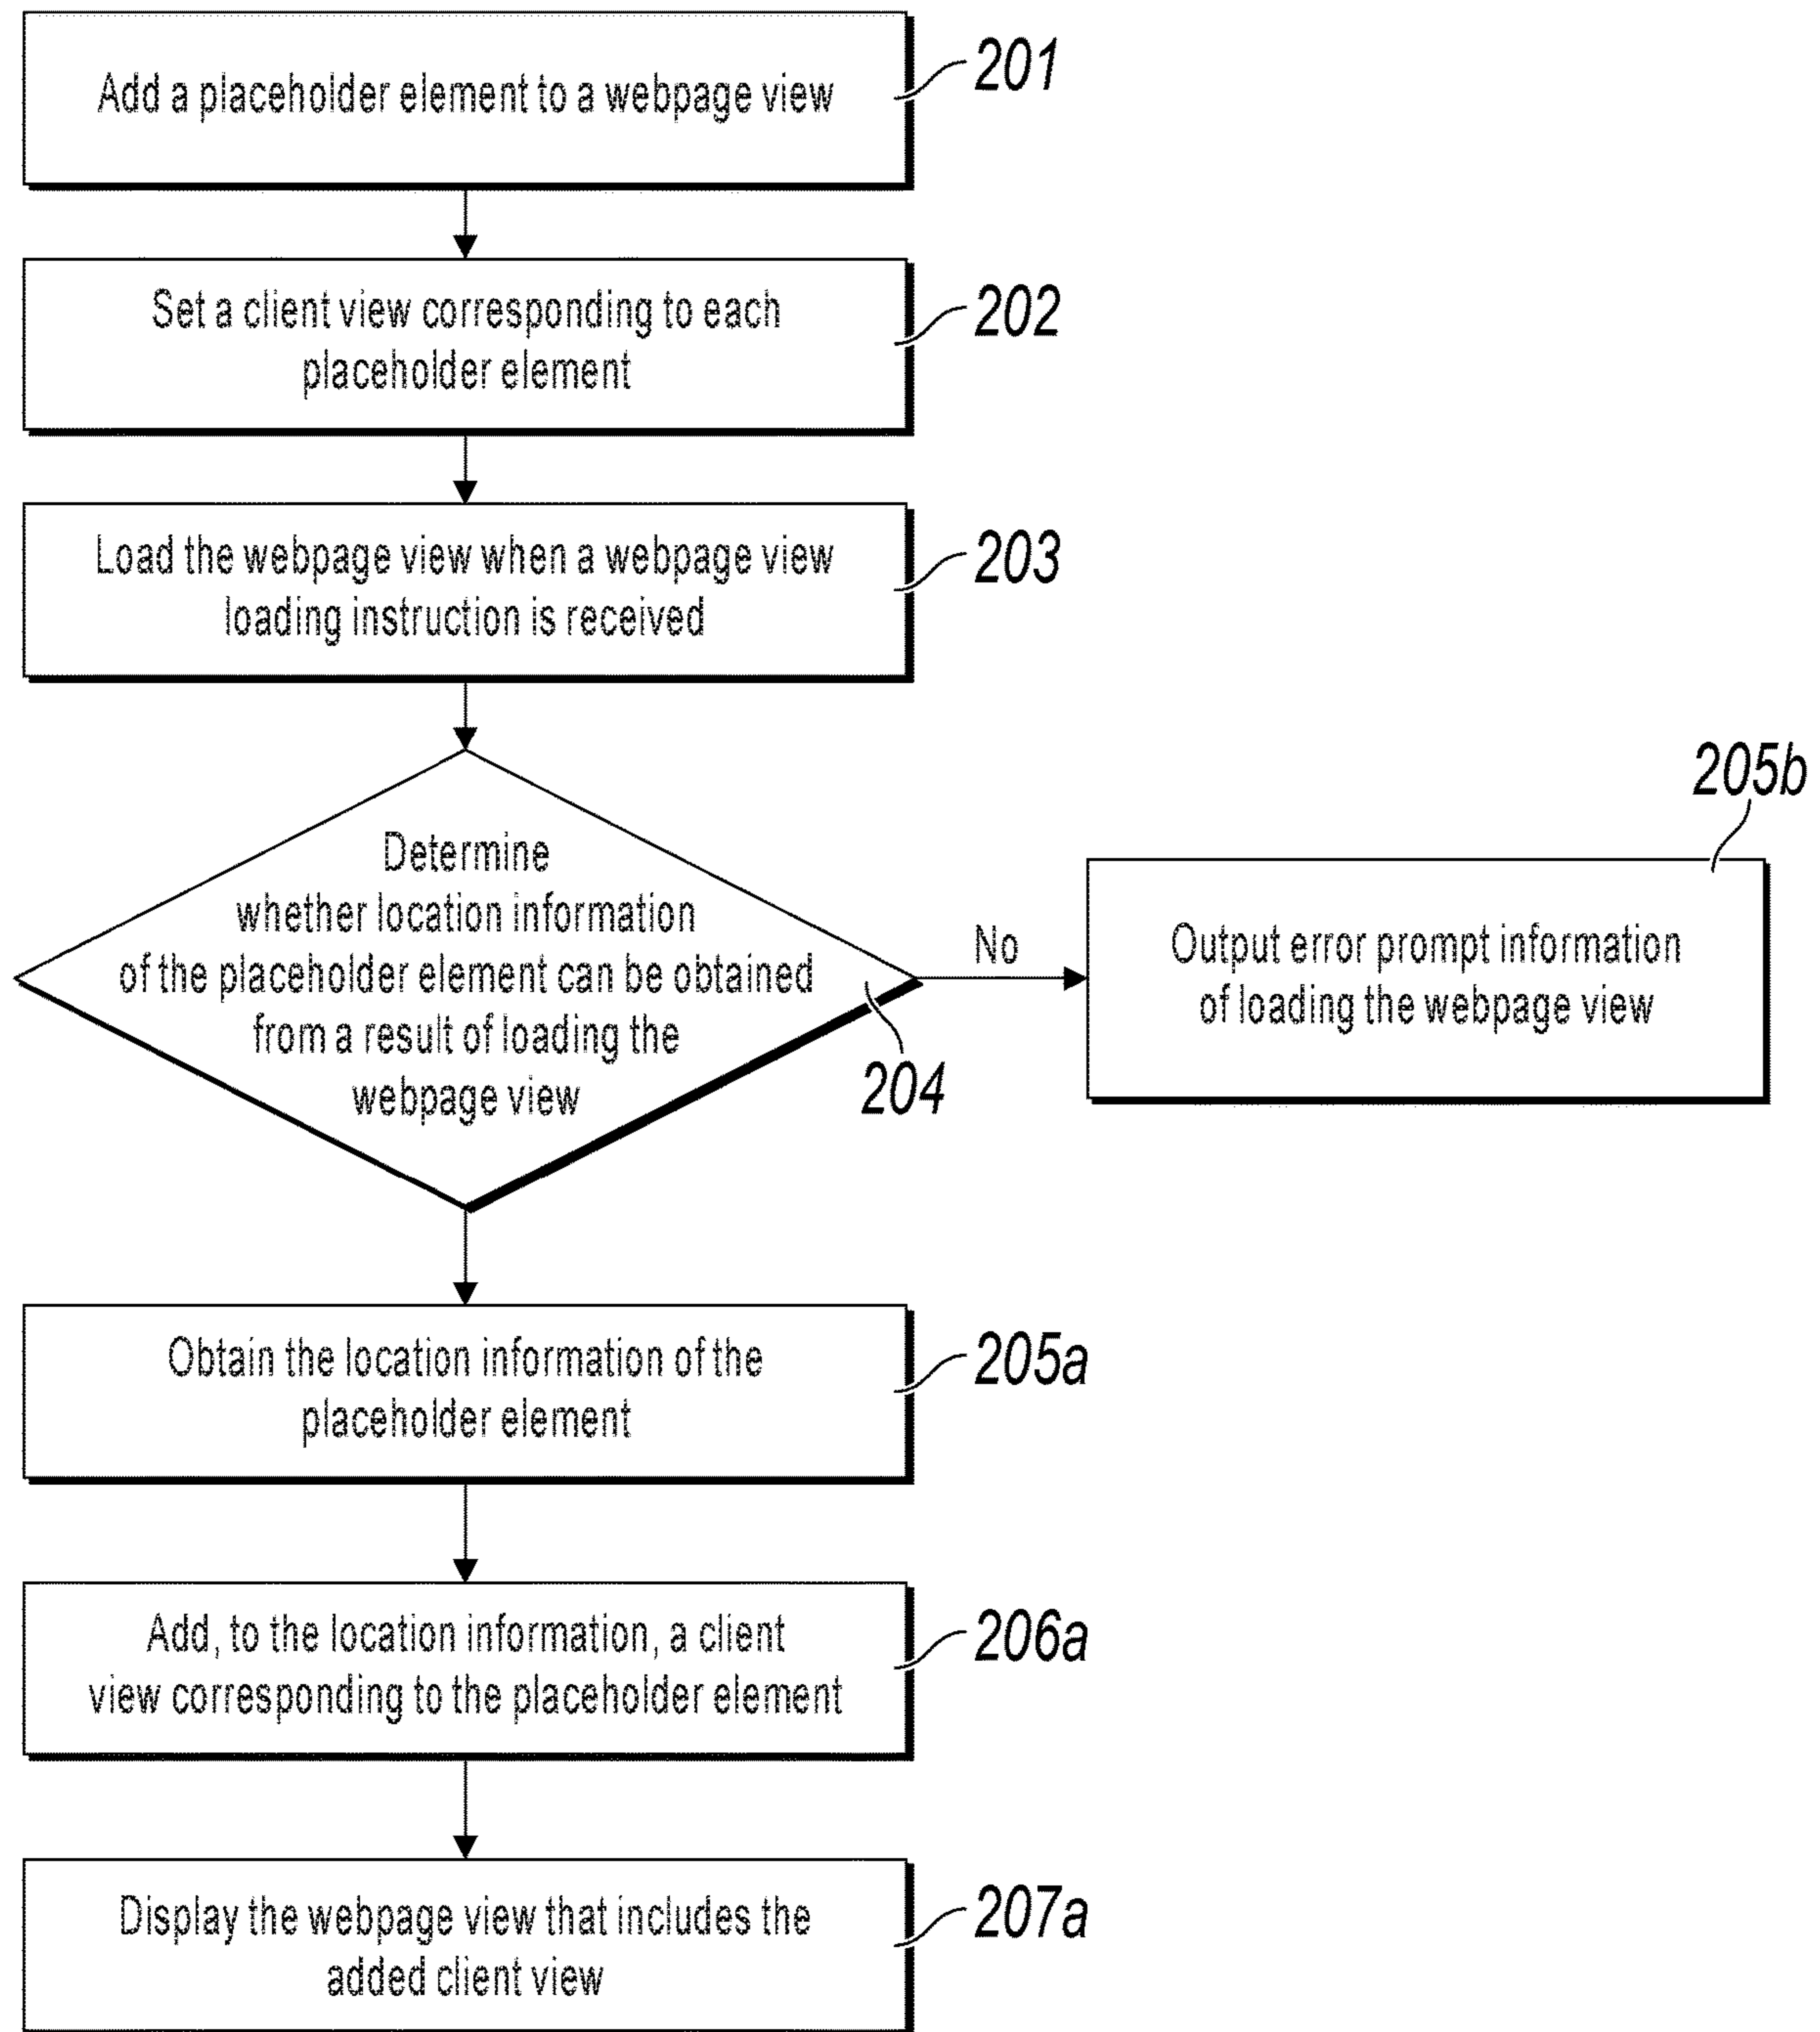 Add a placeholder element to a webpage view
201
Set a client view corresponding to each
placeholder element
202
Load the webpage view when a webpage view
loading instruction is received
203
Determine
whether location information
of the placeholder element can be obtained
from a result of loading the
webpage view
204
No
205b
Output error prompt information
of loading the webpage view
Obtain the location information of the
placeholder element
205a
Add, to the location information, a client
view corresponding to the placeholder element
206a
Display the webpage view that includes the
added client view
207a